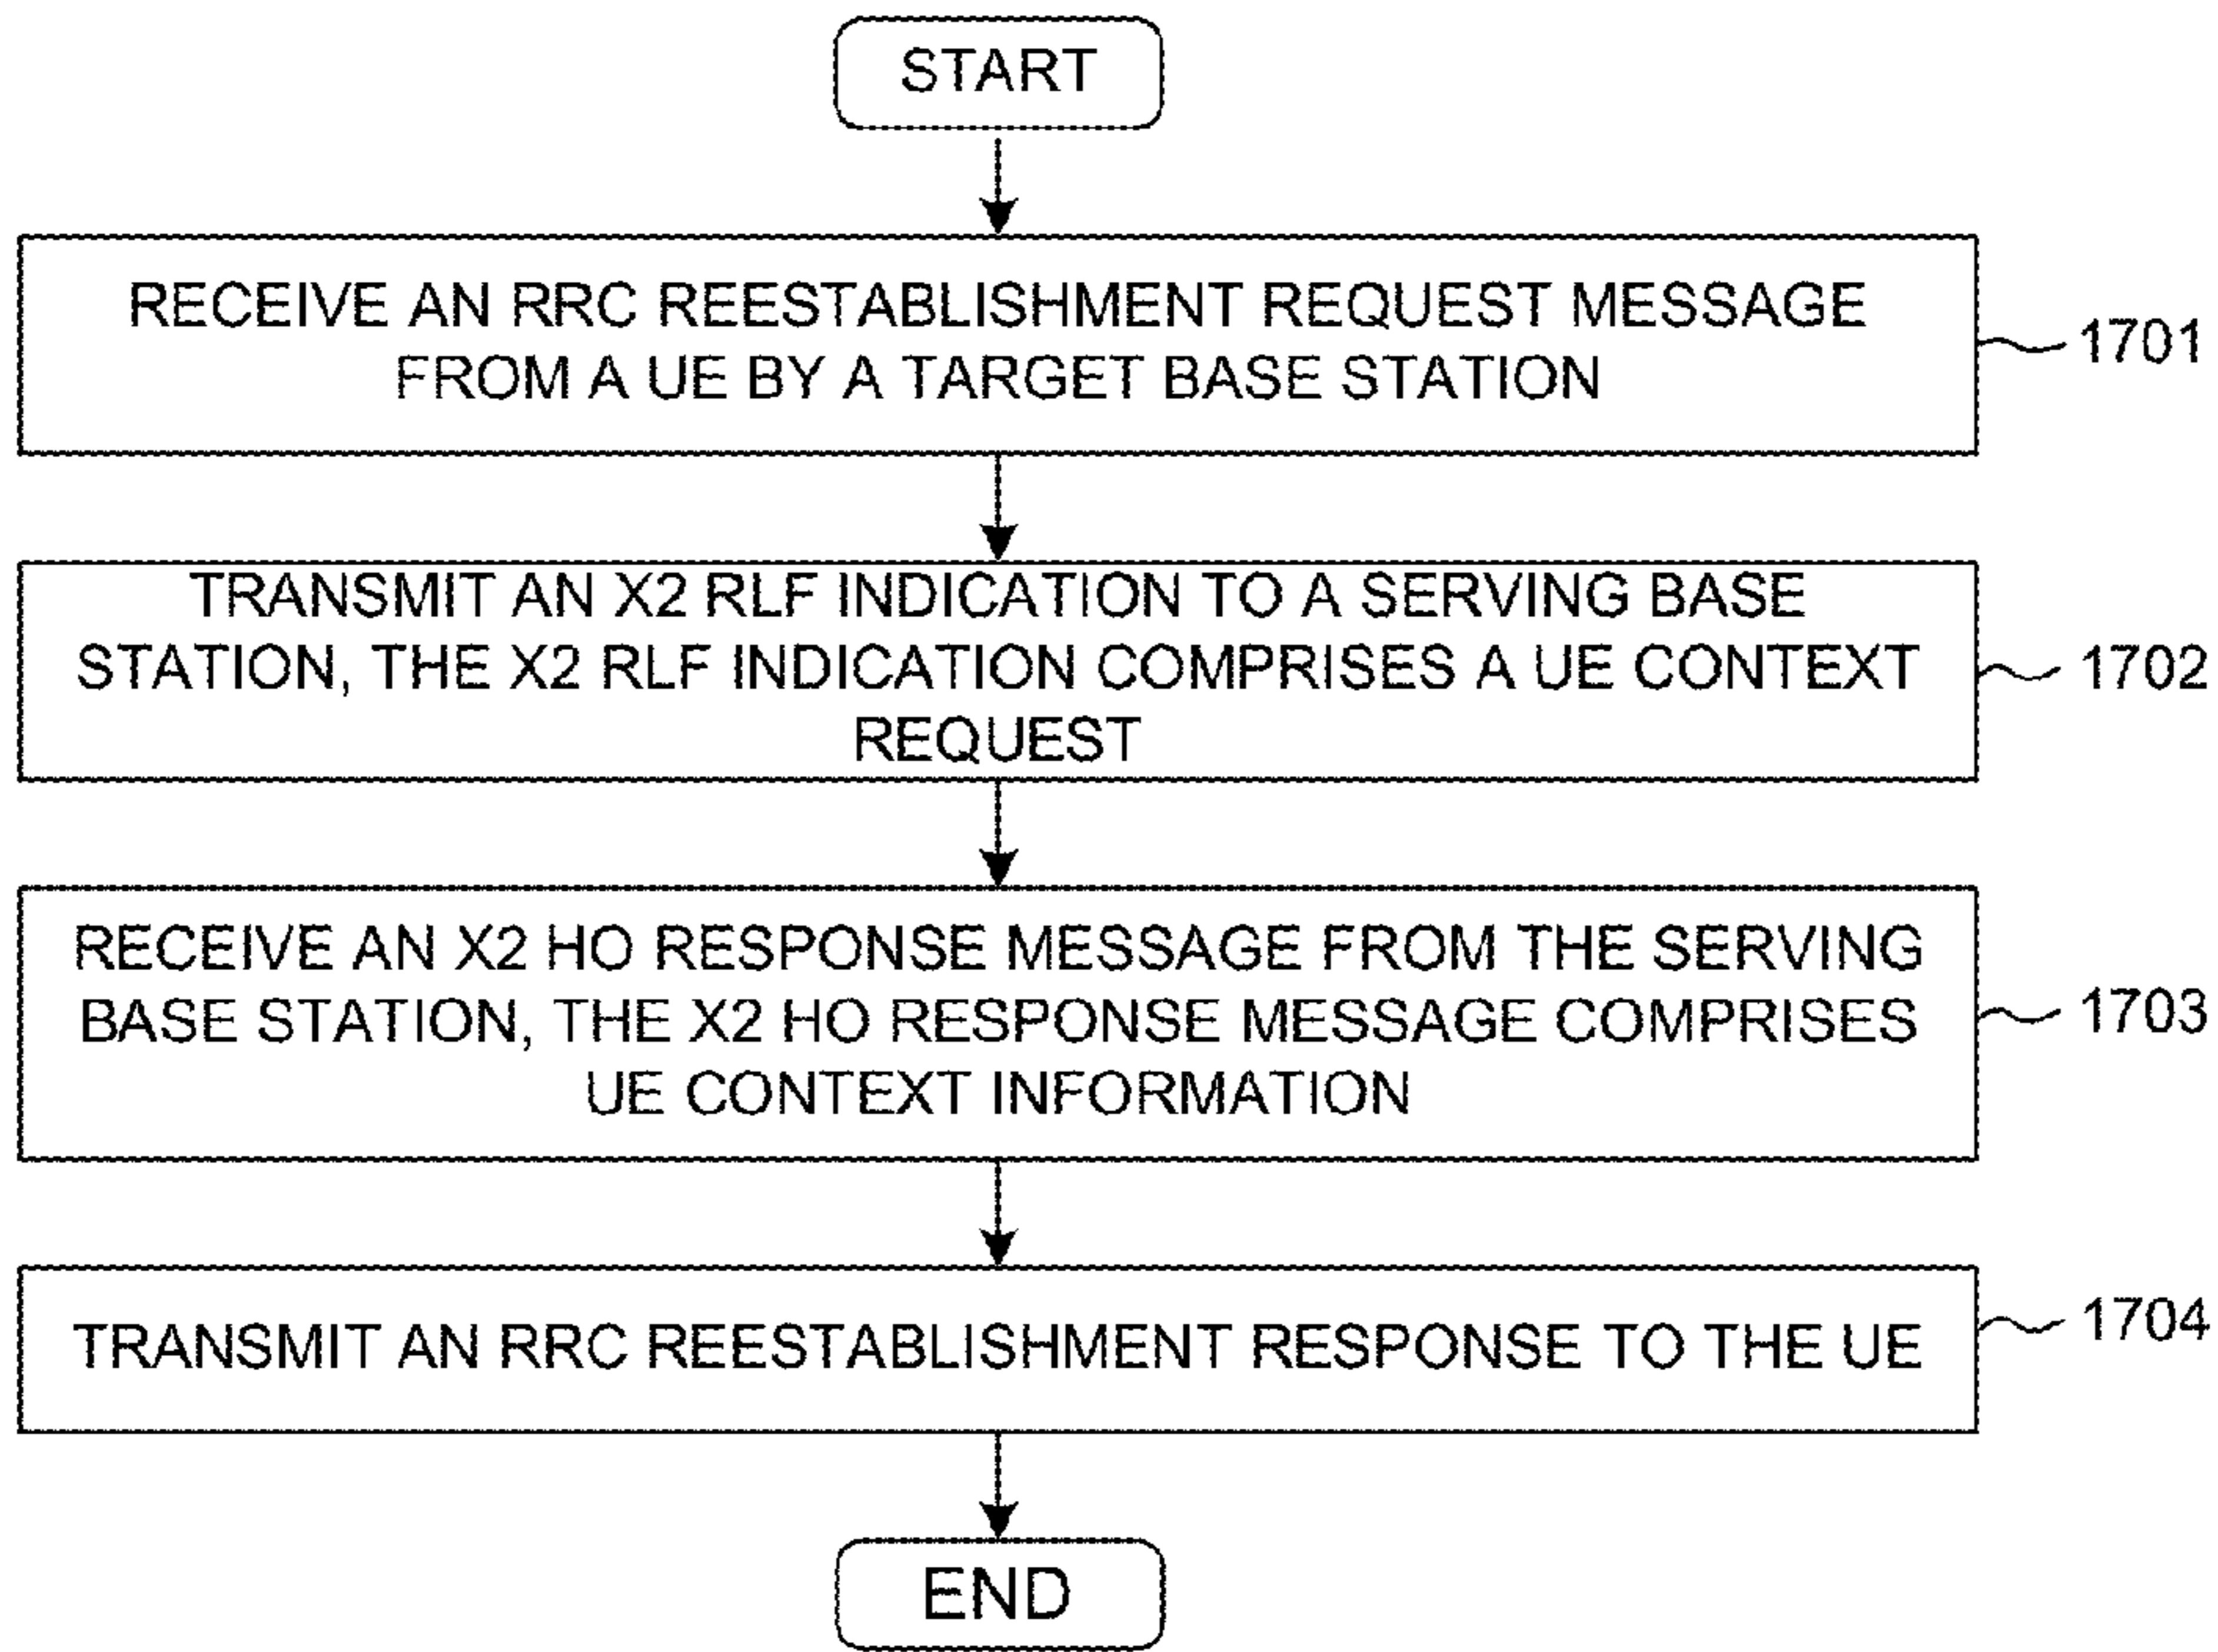 START
RECEIVE AN RRC REESTABLISHMENT REQUEST MESSAGE
FROM A UE BY A TARGET BASE STATION
1701
TRANSMIT AN X2 RLF INDICATION TO A SERVING BASE
STATION, THE X2 RLF INDICATION COMPRISES A UE CONTEXT
REQUEST
1702
RECEIVE AN X2 HO RESPONSE MESSAGE FROM THE SERVING
BASE STATION, THE X2 HO RESPONSE MESSAGE COMPRISES
UE CONTEXT INFORMATION
1703
TRANSMIT AN RRC REESTABLISHMENT RESPONSE TO THE UE
1704
END